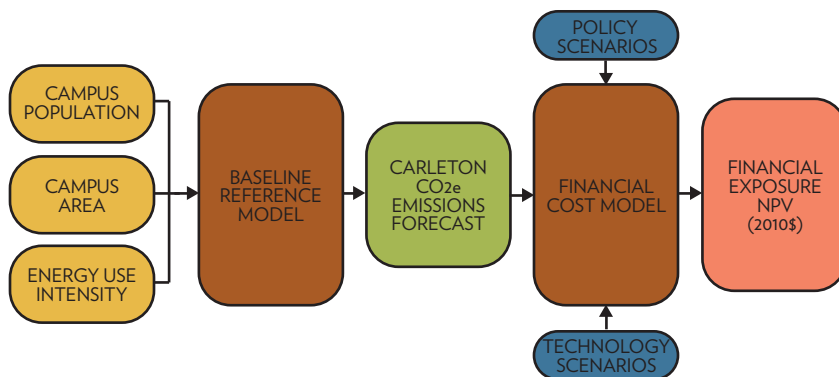 POLICY
SCENARIOS
CAMPUS
POPULATION
CAMPUS
AREA
ENERGY USE
INTENSITY
BASELINE
REFERENCE
MODEL
CARLETON
CO2e
EMISSIONS
FORECAST
FINANCIAL
COST MODEL
FINANCIAL
EXPOSURE
NPV
(2010$)
TECHNOLOGY
SCENARIOS